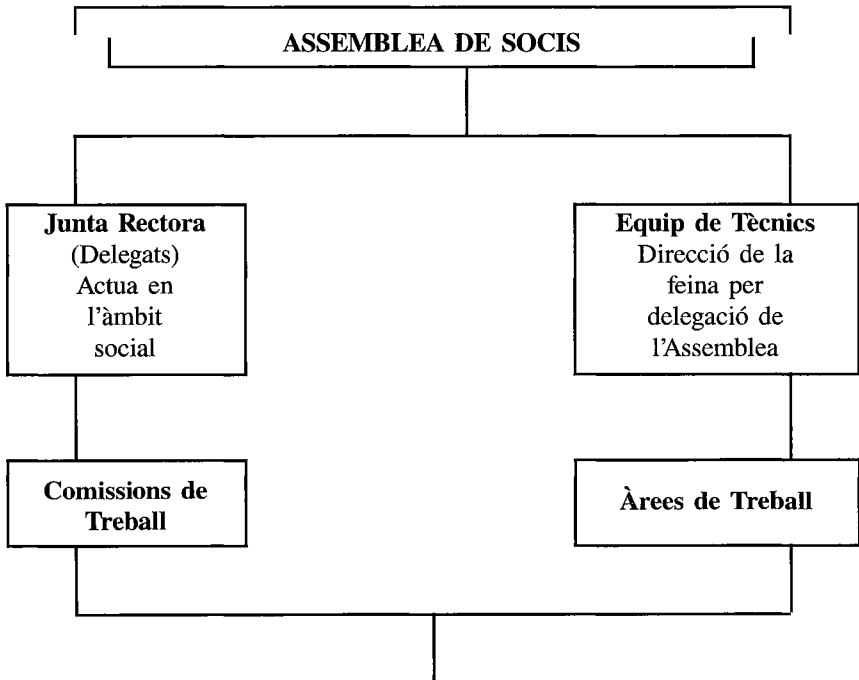 ASSEMBLEA DE SOCIS
Junta Rectora
(Delegats)
Actua en
l'àmbit
social
Equip de Tècnics
Direcció de la
feina per
delegació de
l'Assemblea
Comissions de
Treball
Àrees de Treball